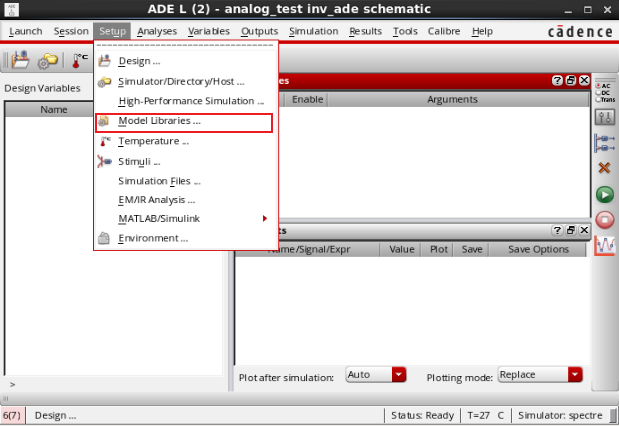 ADE L (2) - analog_test inv_ade schematic
Launch Session Setup Analyses Variables Outputs Simulation Results Tools Calibre Help cādence
Design ...
Simulator/Directory/Host ...
High-Performance Simulation ...
Model Libraries ...
Temperature ...
Stimuli ...
Simulation Files ...
EM/IR Analysis ...
MATLAB/Simulink
Environment ...
Design Variables
Name
Enable Arguments
AC
DC
Trans
Name/Signal/Expr Value Plot Save Save Options
Plot after simulation: Auto Plotting mode: Replace
>
6(7) Design ... Status: Ready T=27 C Simulator: spectre